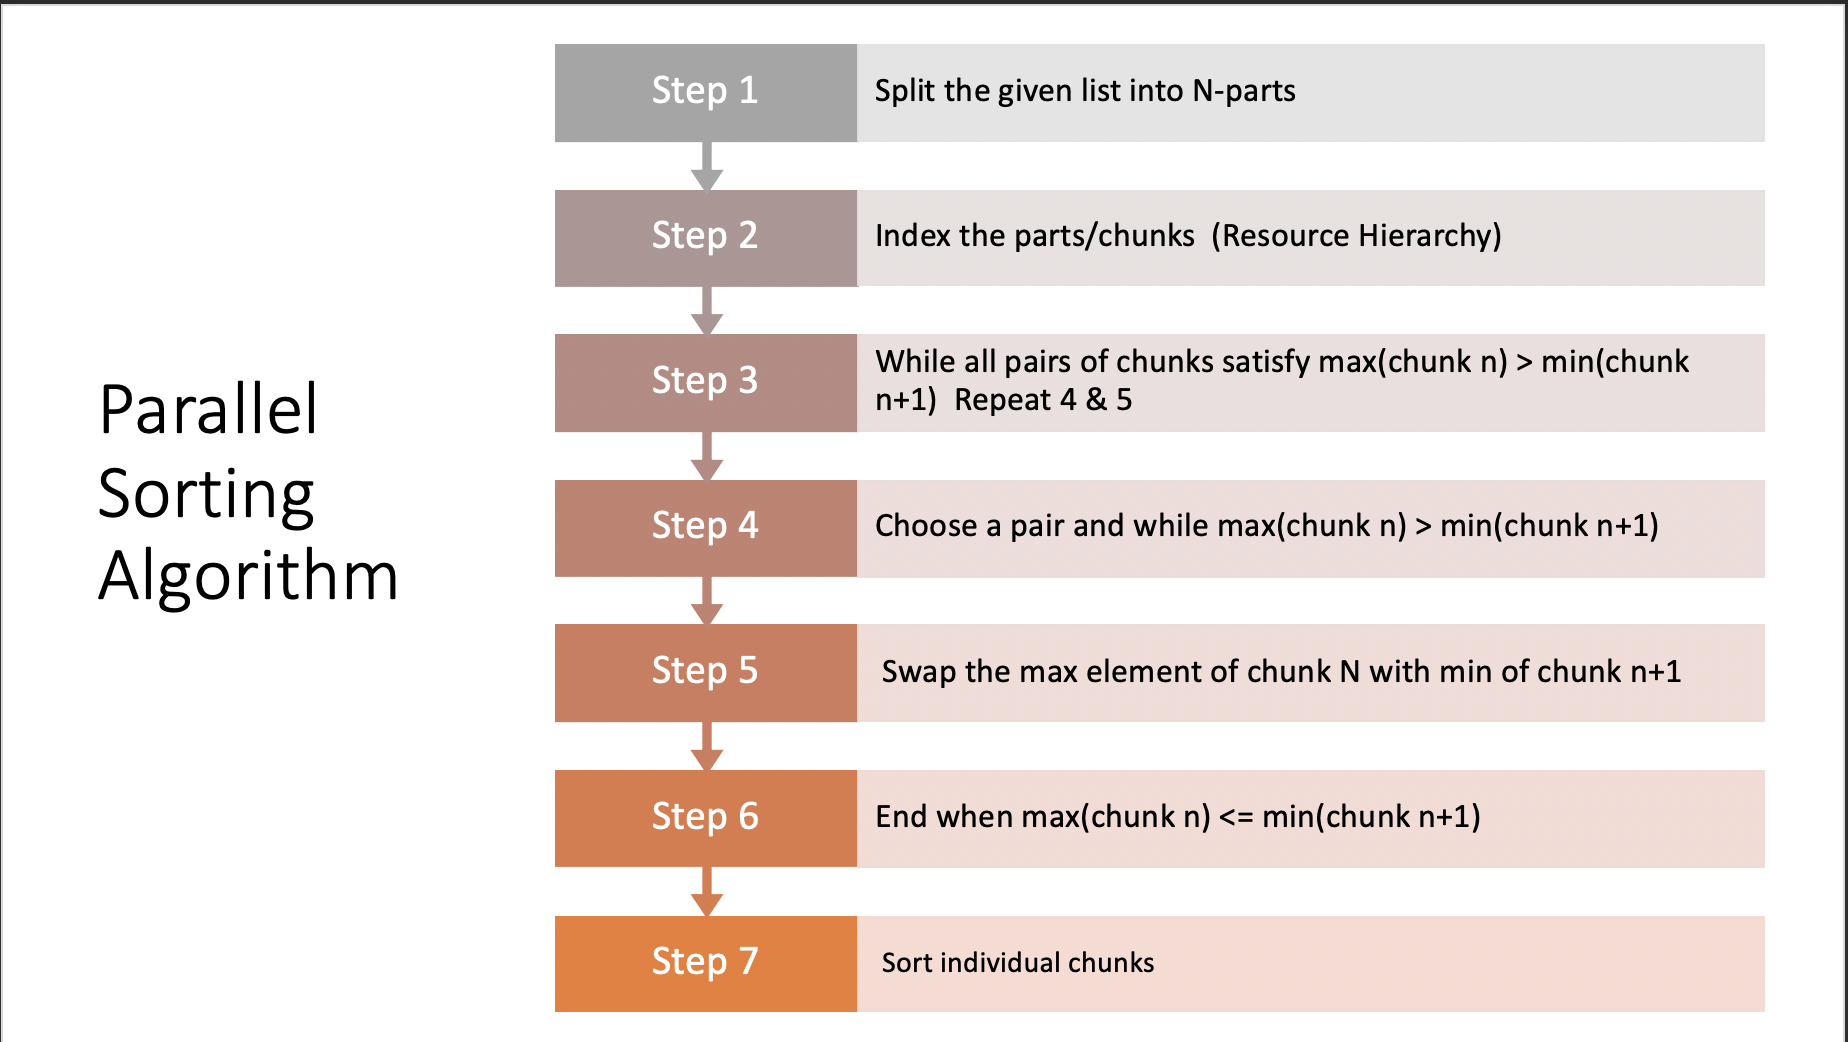 Parallel
Sorting
Algorithm
Step 1
Split the given list into N-parts
Step 2
Index the parts/chunks  (Resource Hierarchy)
Step 3
While all pairs of chunks satisfy max(chunk n) > min(chunk
n+1)  Repeat 4 & 5
Step 4
Choose a pair and while max(chunk n) > min(chunk n+1)
Step 5
Swap the max element of chunk N with min of chunk n+1
Step 6
End when max(chunk n) <= min(chunk n+1)
Step 7
Sort individual chunks